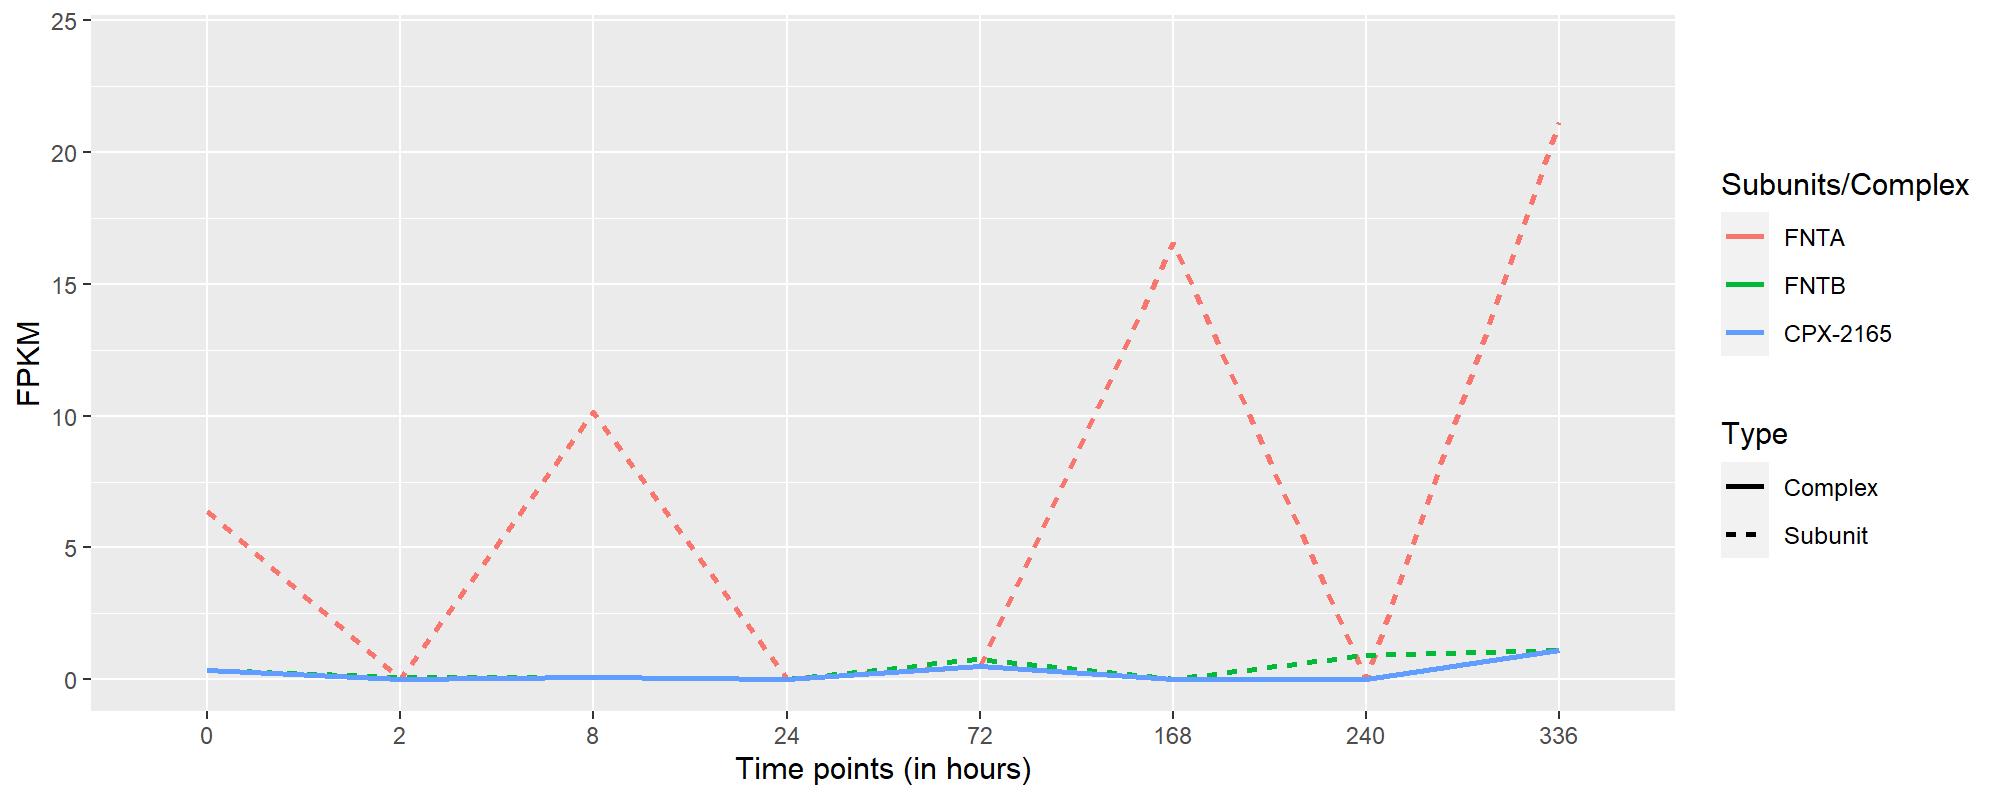 25
20
15
10
5
0
FPKM
0 2 8 24 72 168 240 336
Time points (in hours)
Subunits/Complex
FNTA
FNTB
CPX-2165
Type
Complex
Subunit